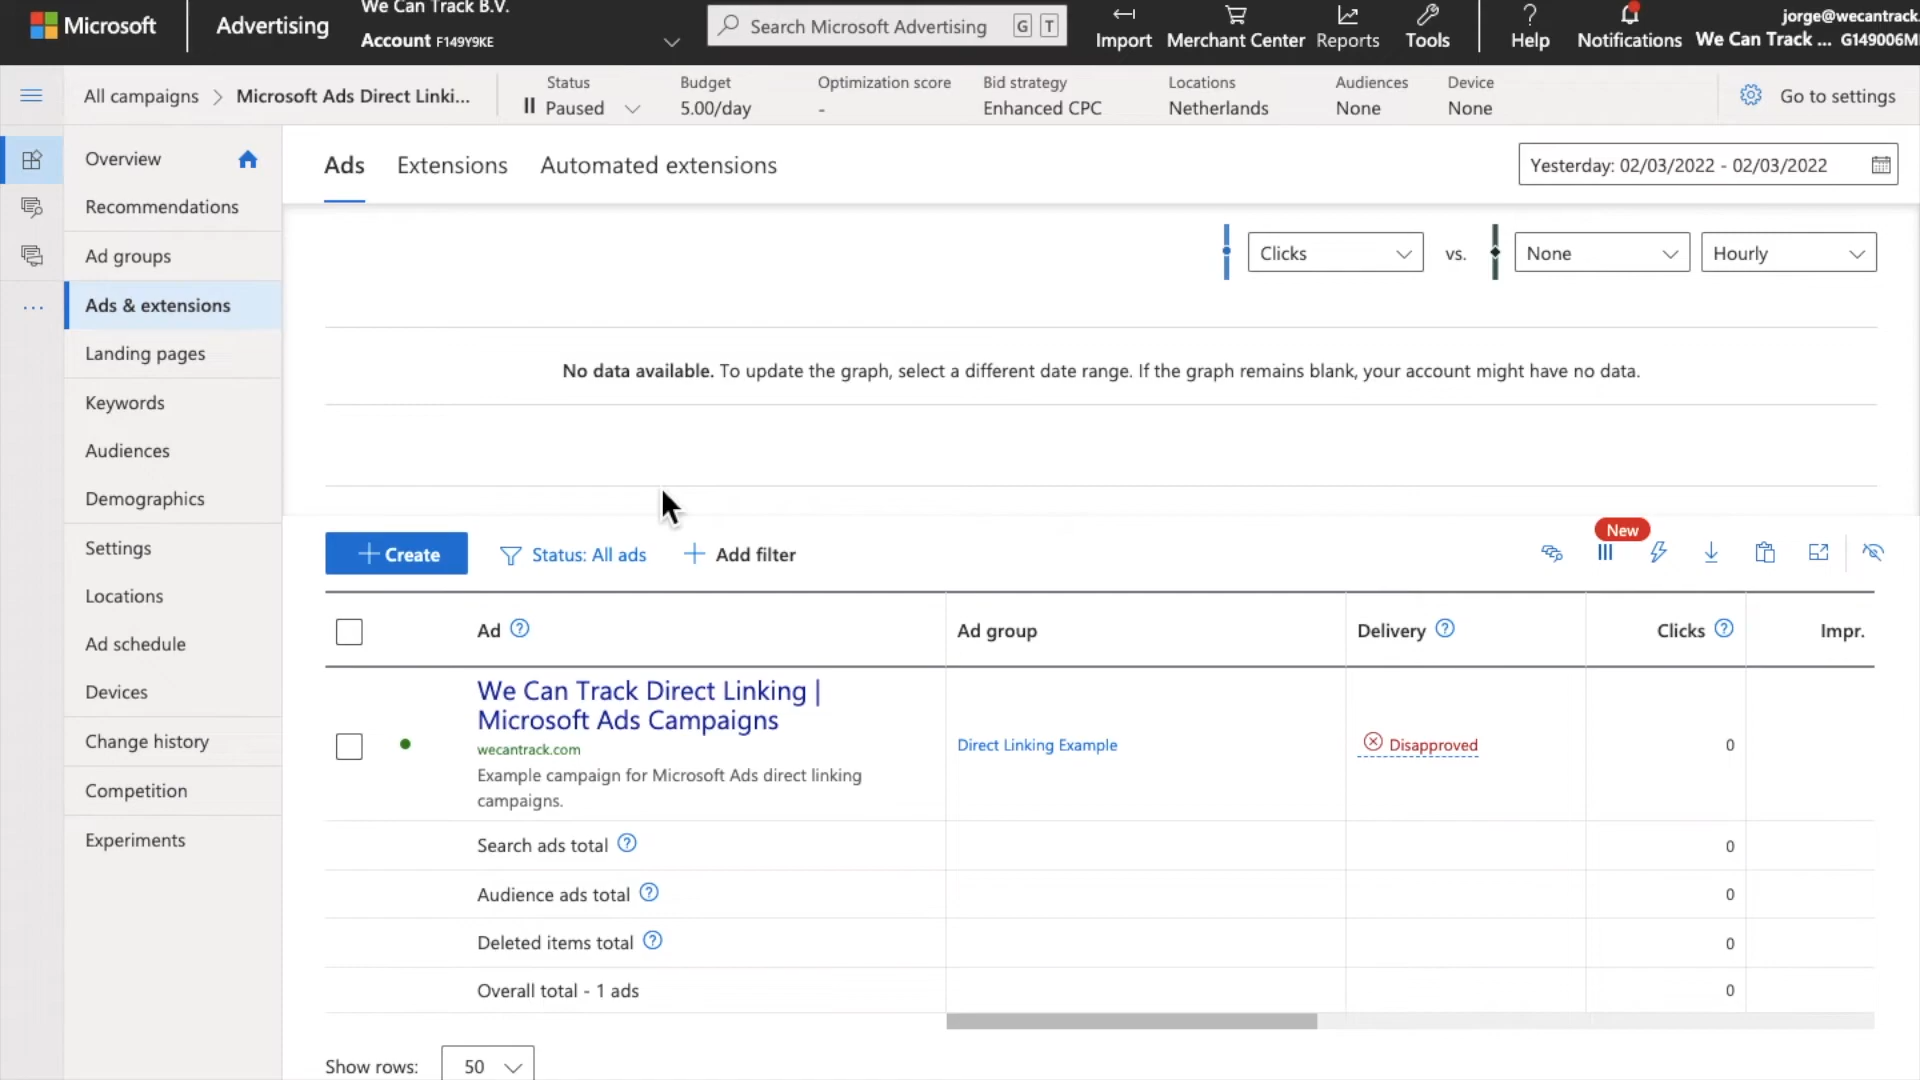 Microsoft
Advertising
We Can Track B.V.
Account F149Y9KE
Search Microsoft Advertising G T
Import
Merchant Center
Reports
Tools
Help
Notifications
jorge@wecantrack.
We Can Track ... G149006M
All campaigns > Microsoft Ads Direct Linki...
Status
Paused
Budget
5.00/day
Optimization score
-
Bid strategy
Enhanced CPC
Locations
Netherlands
Audiences
None
Device
None
Go to settings
Overview
Recommendations
Ad groups
Ads & extensions
Landing pages
Keywords
Audiences
Demographics
Settings
Locations
Ad schedule
Devices
Change history
Competition
Experiments
Ads
Extensions
Automated extensions
Yesterday: 02/03/2022 - 02/03/2022
Clicks
vs.
None
Hourly
No data available. To update the graph, select a different date range. If the graph remains blank, your account might have no data.
+ Create
Status: All ads
+ Add filter
New
Ad
Ad group
Delivery
Clicks
Impr.
We Can Track Direct Linking |
Microsoft Ads Campaigns
wecantrack.com
Example campaign for Microsoft Ads direct linking
campaigns.
Direct Linking Example
Disapproved
0
Search ads total
0
Audience ads total
0
Deleted items total
0
Overall total - 1 ads
0
Show rows: 50